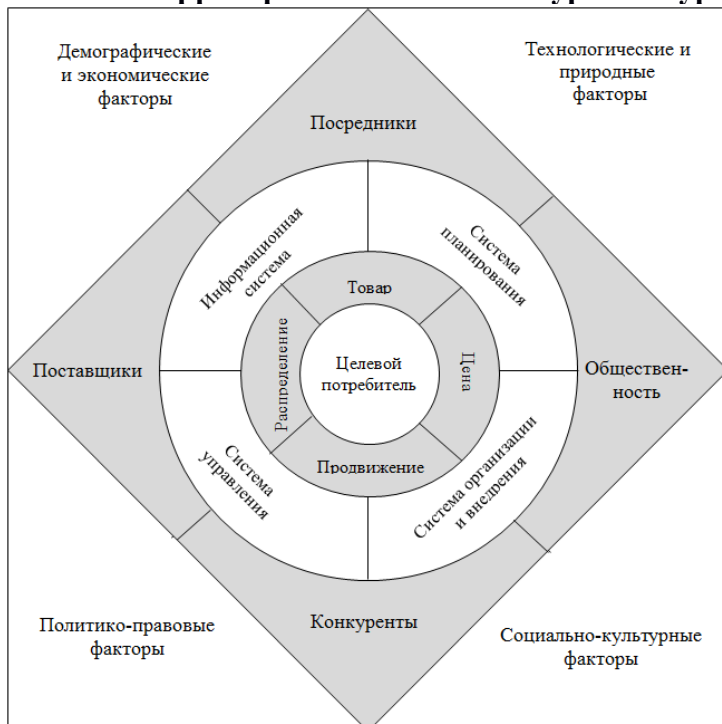 Демографические
и экономические
факторы
Технологические и
природные
факторы
Посредники
Информационная
система
Система
планирования
Товар
Распределение
Целевой
потребитель
Цена
Поставщики
Обществен-
ность
Продвижение
Система
управления
Система организации
и внедрения
Конкуренты
Политико-правовые
факторы
Социально-культурные
факторы